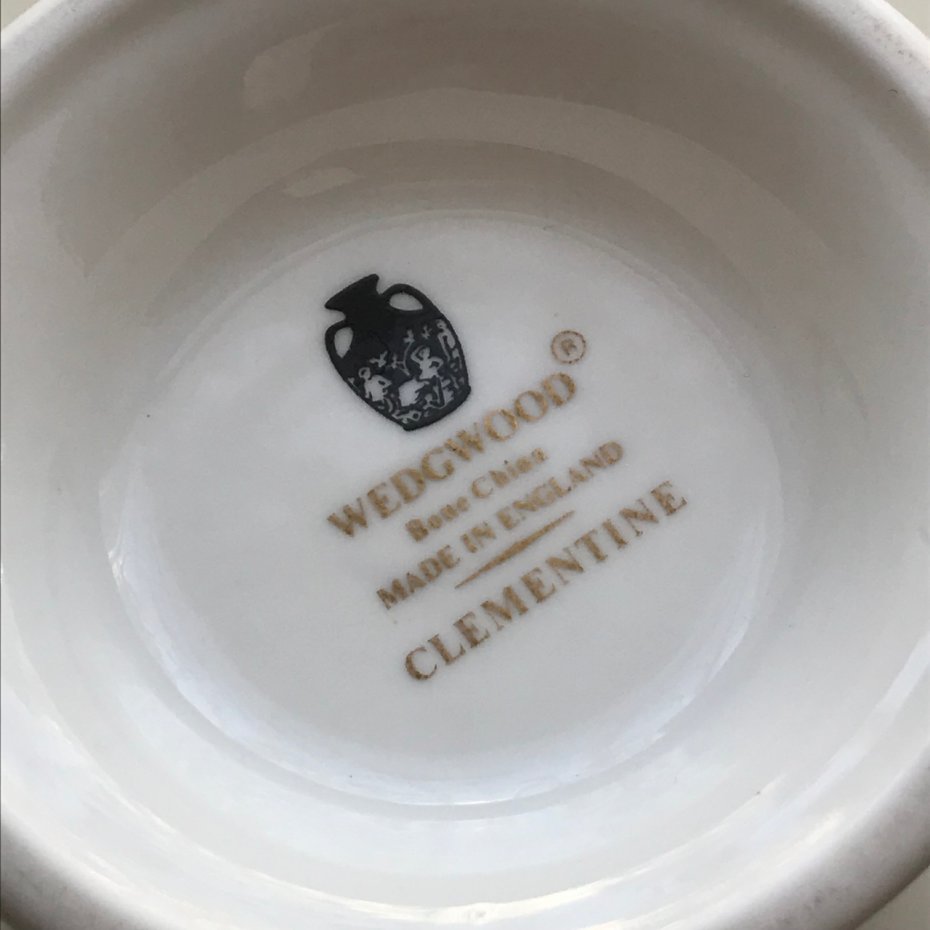 WEDGWOOD®
Bone China
MADE IN ENGLAND
CLEMENTINE